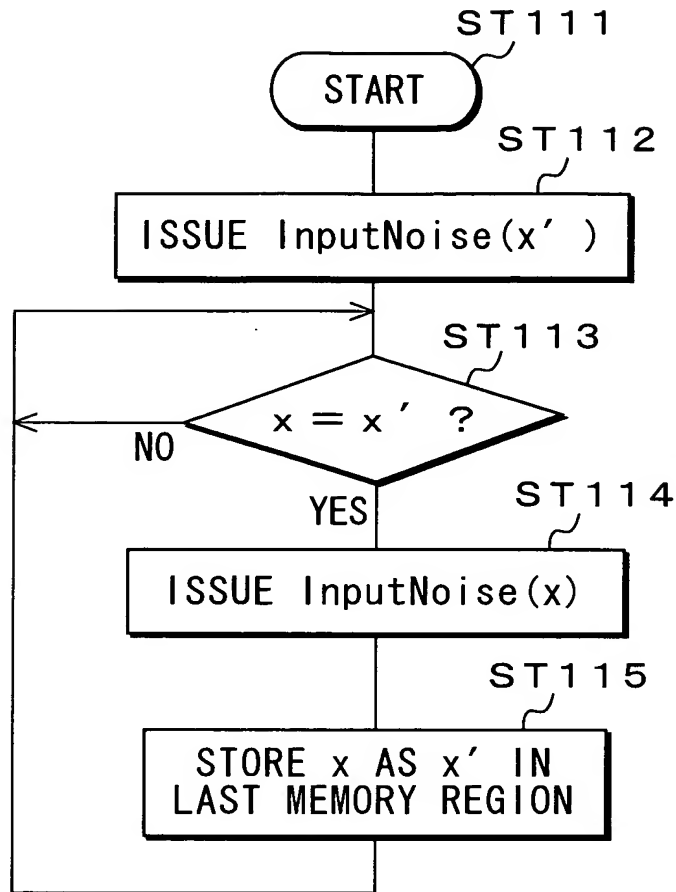 ST111
START
ST112
ISSUE InputNoise(x′)
ST113
x = x′ ?
NO
YES
ST114
ISSUE InputNoise(x)
ST115
STORE x AS x′ IN
LAST MEMORY REGION